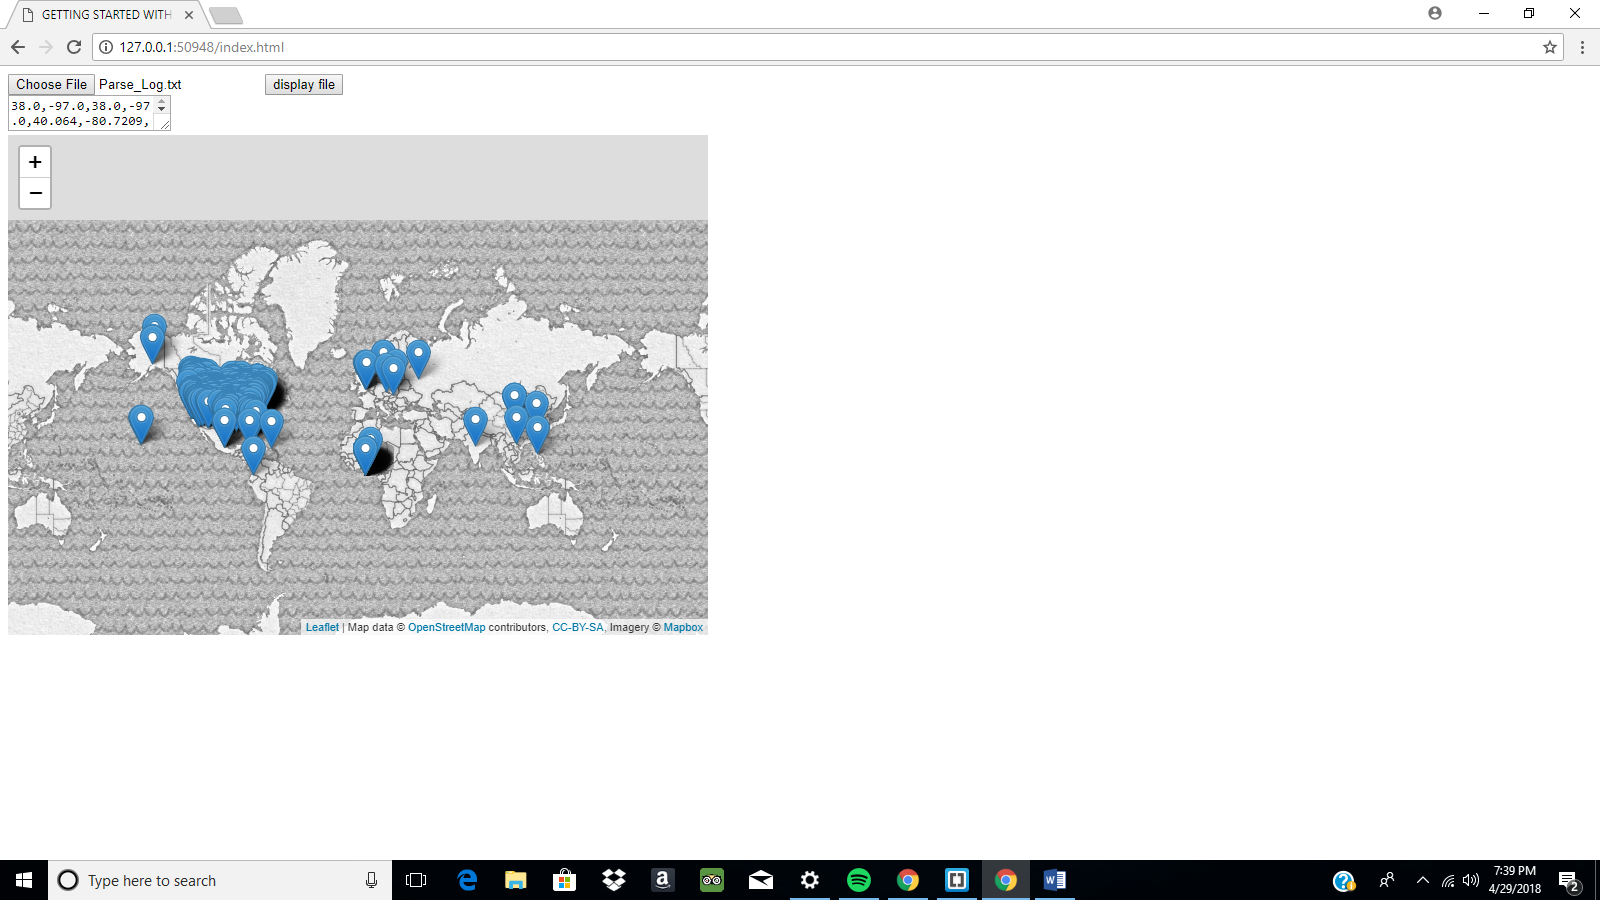 GETTING STARTED WITH
127.0.0.1:50948/index.html
Choose File Parse_Log.txt display file
38.0,-97.0,38.0,-97
.0,40.064,-80.7209,
+
−
Leaflet | Map data © OpenStreetMap contributors, CC-BY-SA, Imagery © Mapbox
Type here to search
7:39 PM
4/29/2018
2